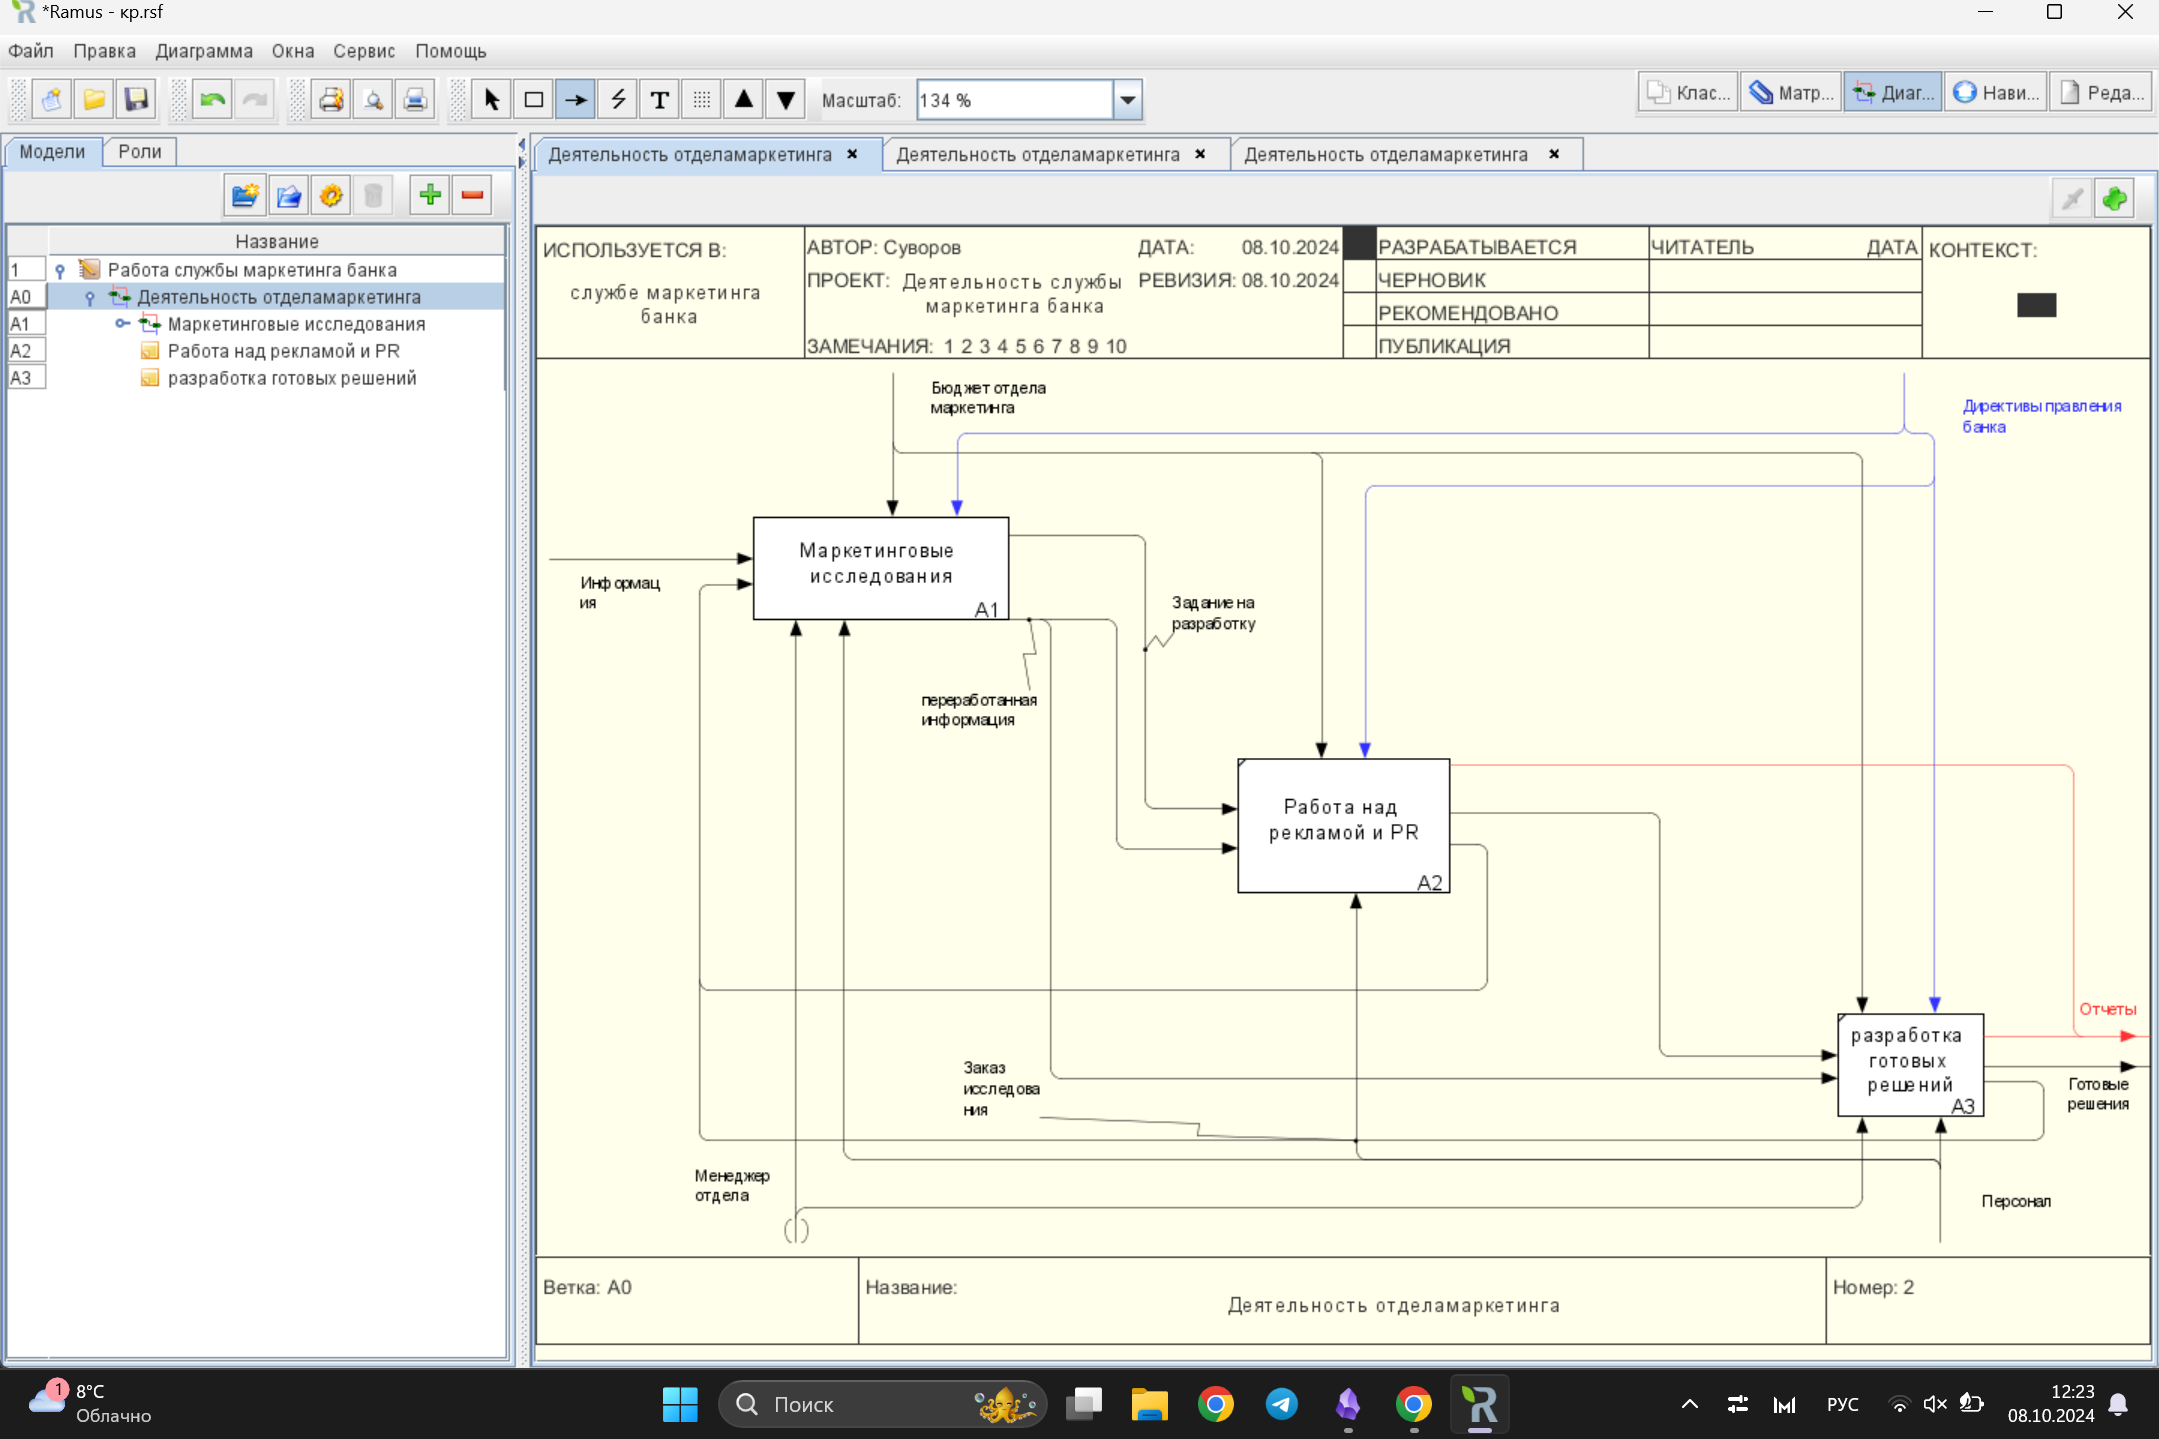 *Ramus - кр.rsf
Файл Правка Диаграмма Окна Сервис Помощь
Масштаб: 134 %
Клас... Матр... Диаг... Нави... Реда...
Модели Роли
Деятельность отделамаркетинга
Деятельность отделамаркетинга
Деятельность отделамаркетинга
Название
1 Работа службы маркетинга банка
A0 Деятельность отделамаркетинга
A1 Маркетинговые исследования
A2 Работа над рекламой и PR
A3 разработка готовых решений
ИСПОЛЬЗУЕТСЯ В:
службе маркетинга
банка
АВТОР: Суворов
ДАТА: 08.10.2024
ПРОЕКТ: Деятельность службы
маркетинга банка
РЕВИЗИЯ: 08.10.2024
ЗАМЕЧАНИЯ: 1 2 3 4 5 6 7 8 9 10
РАЗРАБАТЫВАЕТСЯ
ЧЕРНОВИК
РЕКОМЕНДОВАНО
ПУБЛИКАЦИЯ
ЧИТАТЕЛЬ ДАТА
КОНТЕКСТ:
Бюджет отдела
маркетинга
Директивы правления
банка
Маркетинговые
исследования
A1
Информац
ия
Задание на
разработку
переработанная
информация
Работа над
рекламой и PR
A2
Отчеты
разработка
готовых
решений
A3
Готовые
решения
Заказ
исследова
ния
Менеджер
отдела
Персонал
Ветка: A0
Название:
Деятельность отделамаркетинга
Номер: 2
1
8°C
Облачно
Поиск
РУС
12:23
08.10.2024